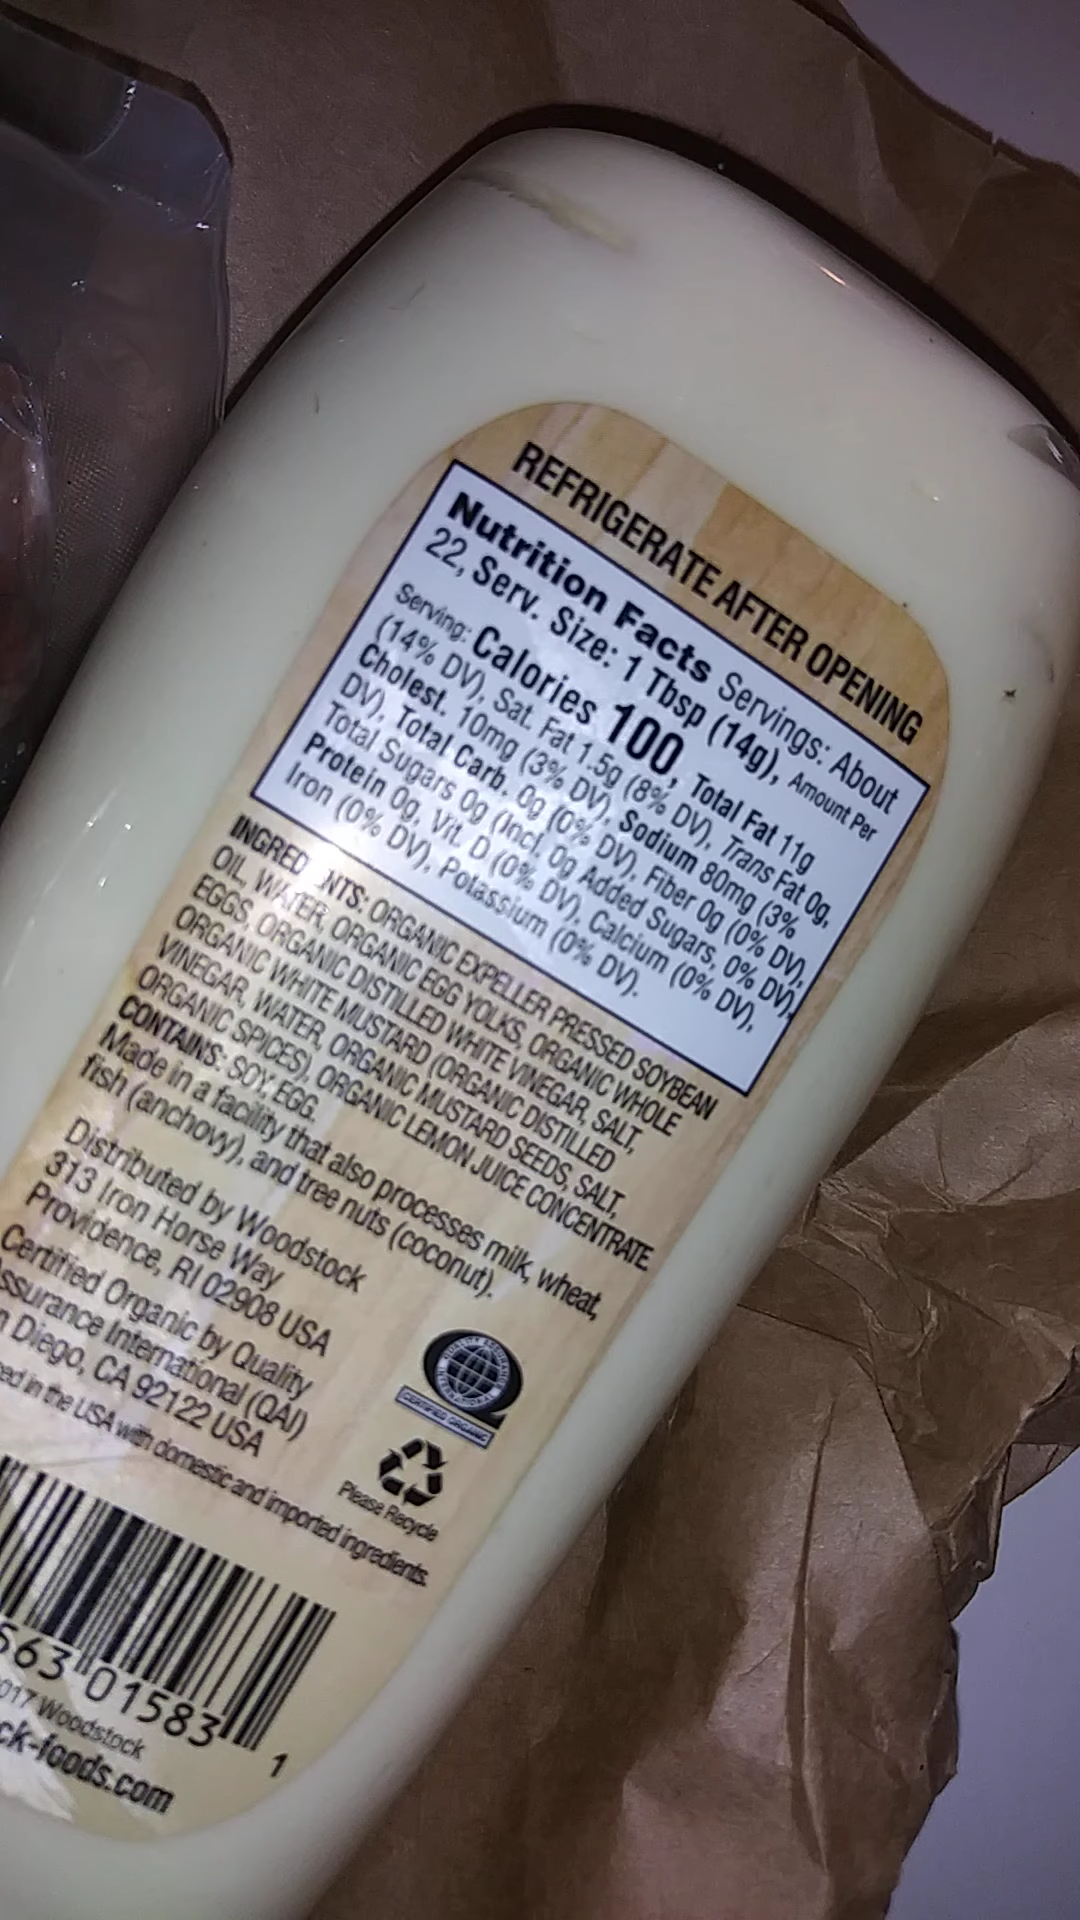 REFRIGERATE AFTER OPENING
Nutrition Facts Servings: About
22, Serv. Size: 1 Tbsp (14g), Amount Per
Serving: Calories 100, Total Fat 11g
(14% DV), Sat. Fat 1.5g (8% DV), Trans Fat 0g,
Cholest. 10mg (3% DV), Sodium 80mg (3%
DV), Total Carb. 0g (0% DV), Fiber 0g (0% DV),
Total Sugars 0g (Incl. 0g Added Sugars, 0% DV),
Protein 0g, Vit. D (0% DV), Calcium (0% DV),
Iron (0% DV), Potassium (0% DV).
INGREDIENTS: ORGANIC EXPELLER PRESSED SOYBEAN
OIL, WATER, ORGANIC EGG YOLKS, ORGANIC WHOLE
EGGS, ORGANIC DISTILLED WHITE VINEGAR, SALT,
ORGANIC WHITE MUSTARD (ORGANIC DISTILLED
VINEGAR, WATER, ORGANIC MUSTARD SEEDS, SALT,
ORGANIC SPICES), ORGANIC LEMON JUICE CONCENTRATE.
CONTAINS: SOY, EGG.
Made in a facility that also processes milk, wheat,
fish (anchovy), and tree nuts (coconut).
Distributed by Woodstock
313 Iron Horse Way
Providence, RI 02908 USA
Certified Organic by Quality
ssurance International (QAI)
n Diego, CA 92122 USA
ed in the USA with domestic and imported ingredients.
QUALITY ASSURANCE INTERNATIONAL
CERTIFIED ORGANIC
Please Recycle
563 01583 1
017 Woodstock
ck-foods.com